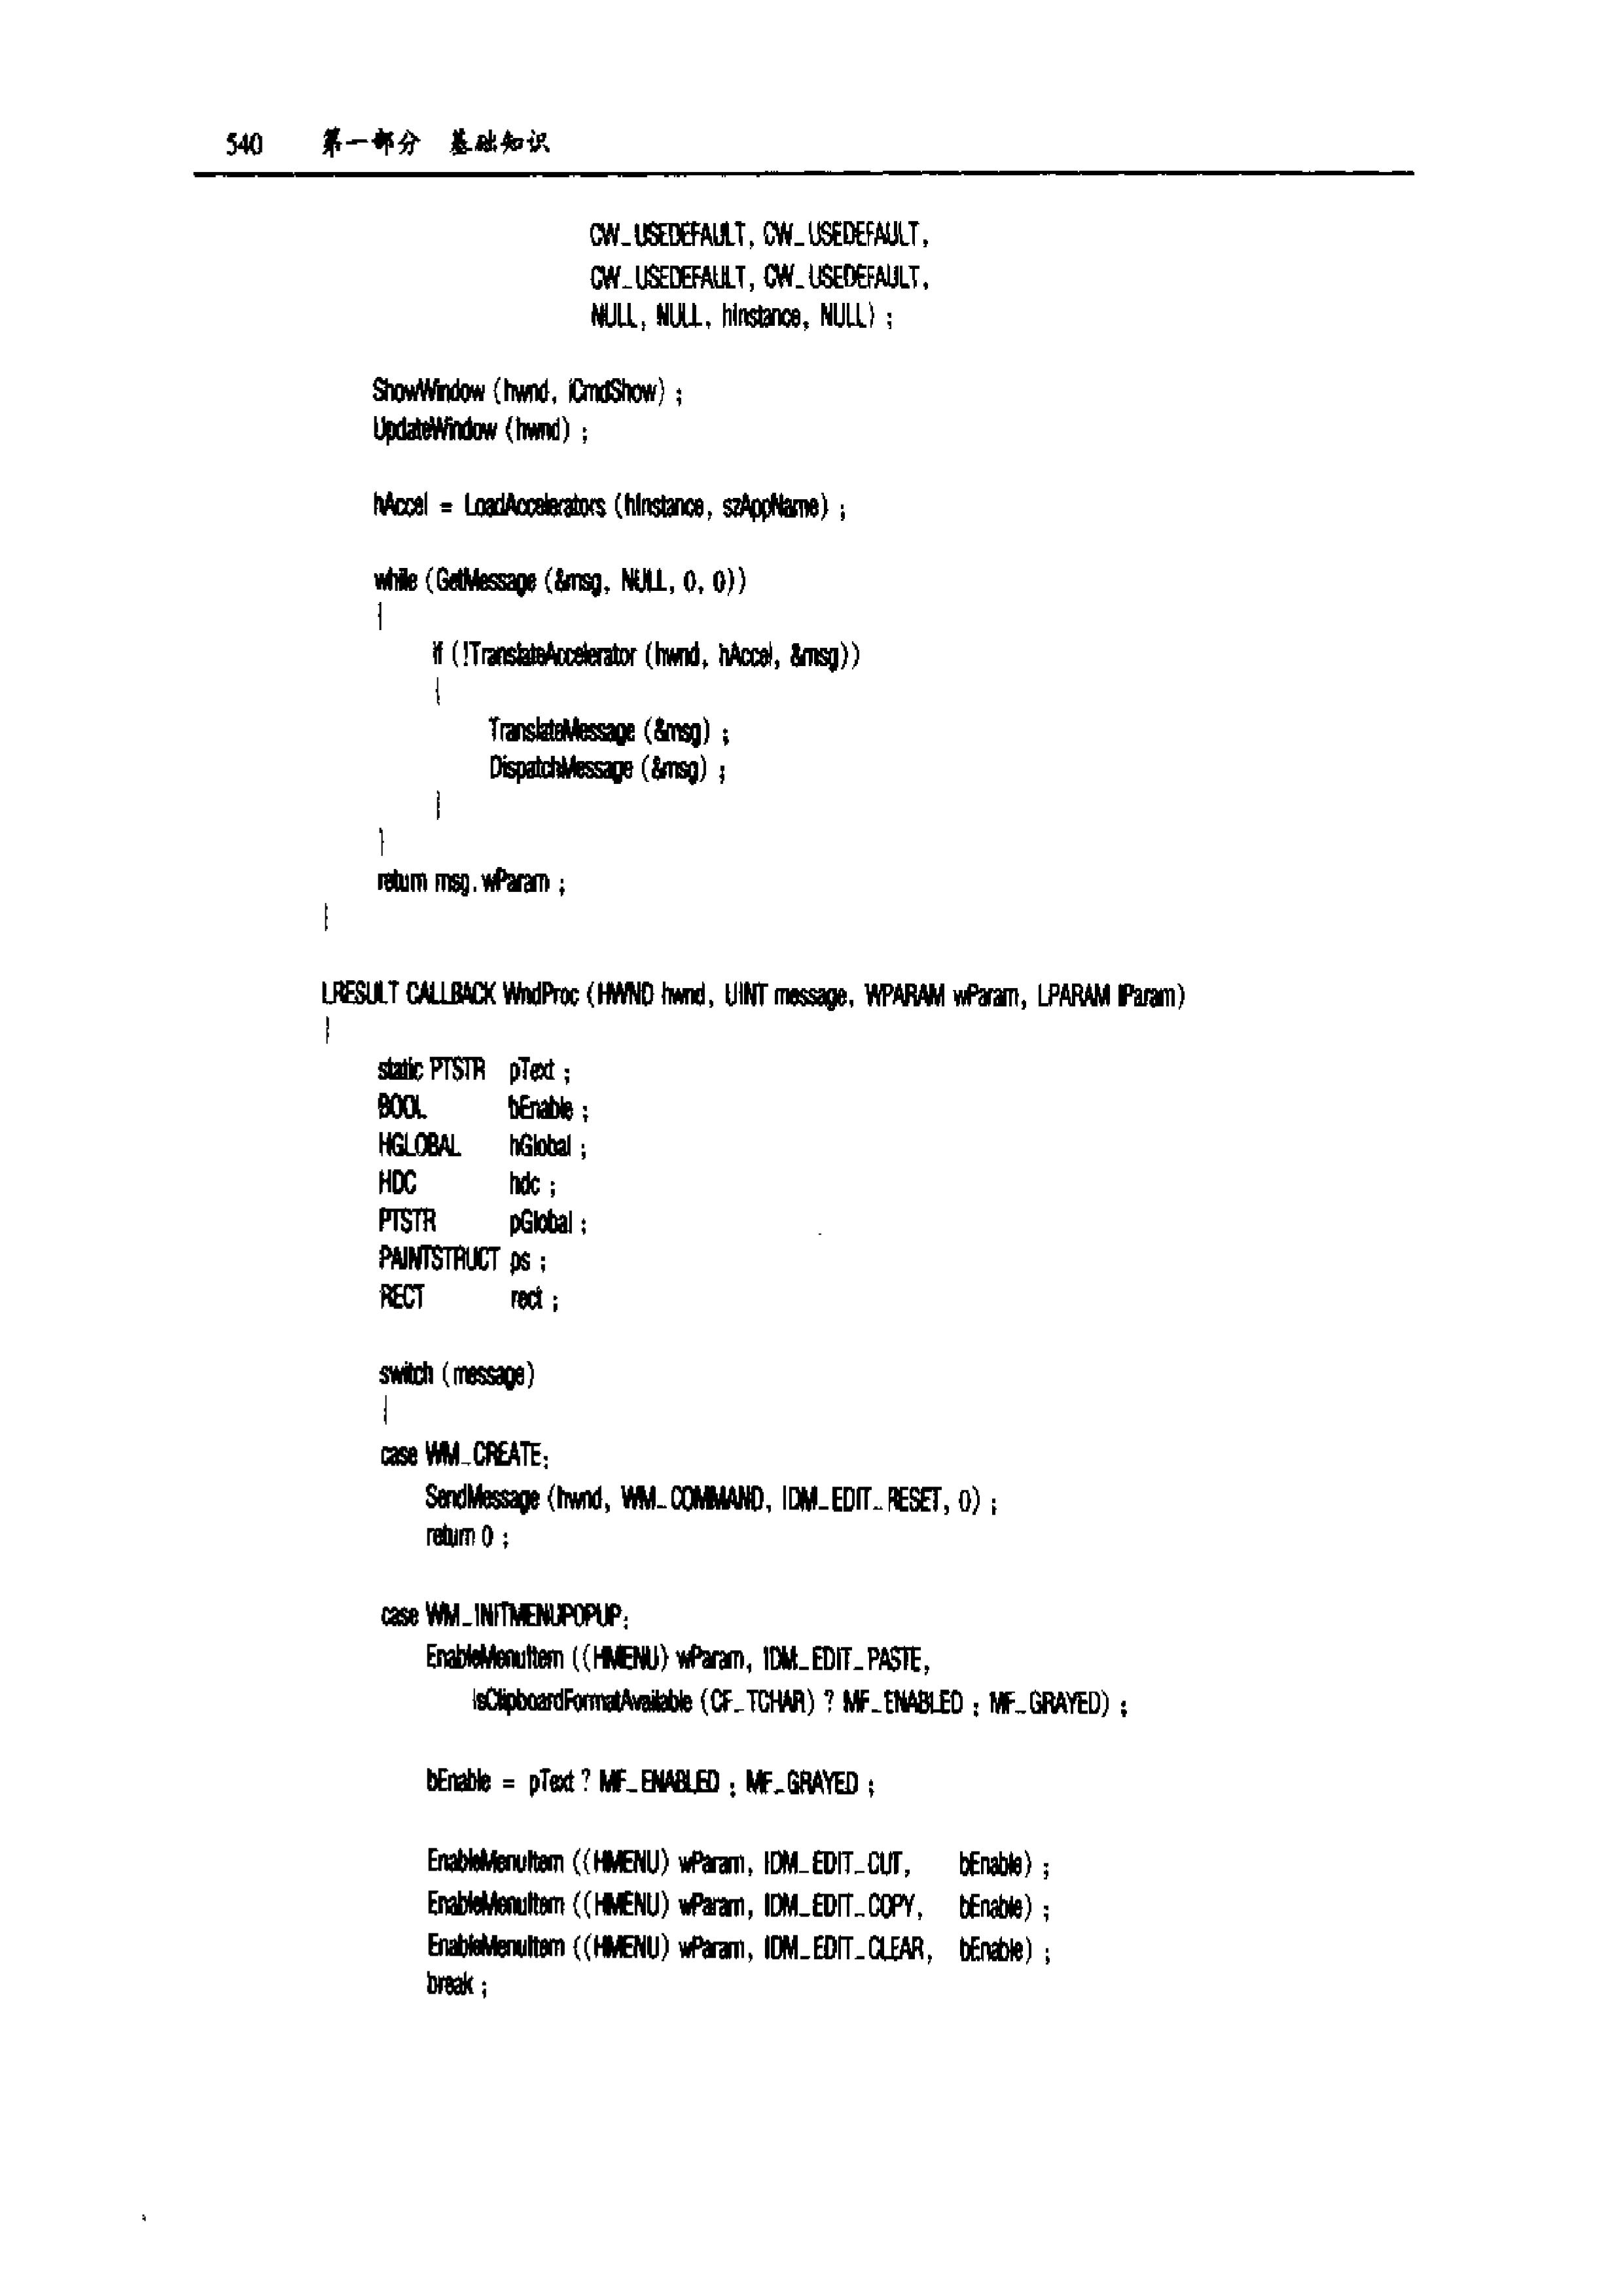 540 第一部分 基础知识
CW_USEDEFAULT, CW_USEDEFAULT,
CW_USEDEFAULT, CW_USEDEFAULT,
NULL, NULL, hInstance, NULL) ;
ShowWindow (hwnd, iCmdShow) ;
UpdateWindow (hwnd) ;
hAccel = LoadAccelerators (hInstance, szAppName) ;
while (GetMessage (&msg, NULL, 0, 0))
{
if (!TranslateAccelerator (hwnd, hAccel, &msg))
{
TranslateMessage (&msg) ;
DispatchMessage (&msg) ;
}
}
return msg.wParam ;
}
LRESULT CALLBACK WndProc (HWND hwnd, UINT message, WPARAM wParam, LPARAM lParam)
{
static PTSTR pText ;
BOOL bEnable ;
HGLOBAL hGlobal ;
HDC hdc ;
PTSTR pGlobal ;
PAINTSTRUCT ps ;
RECT rect ;
switch (message)
{
case WM_CREATE:
SendMessage (hwnd, WM_COMMAND, IDM_EDIT_RESET, 0) ;
return 0 ;
case WM_INITMENUPOPUP:
EnableMenuItem ((HMENU) wParam, IDM_EDIT_PASTE,
IsClipboardFormatAvailable (CF_TCHAR) ? MF_ENABLED : MF_GRAYED) ;
bEnable = pText ? MF_ENABLED : MF_GRAYED ;
EnableMenuItem ((HMENU) wParam, IDM_EDIT_CUT, bEnable) ;
EnableMenuItem ((HMENU) wParam, IDM_EDIT_COPY, bEnable) ;
EnableMenuItem ((HMENU) wParam, IDM_EDIT_CLEAR, bEnable) ;
break ;